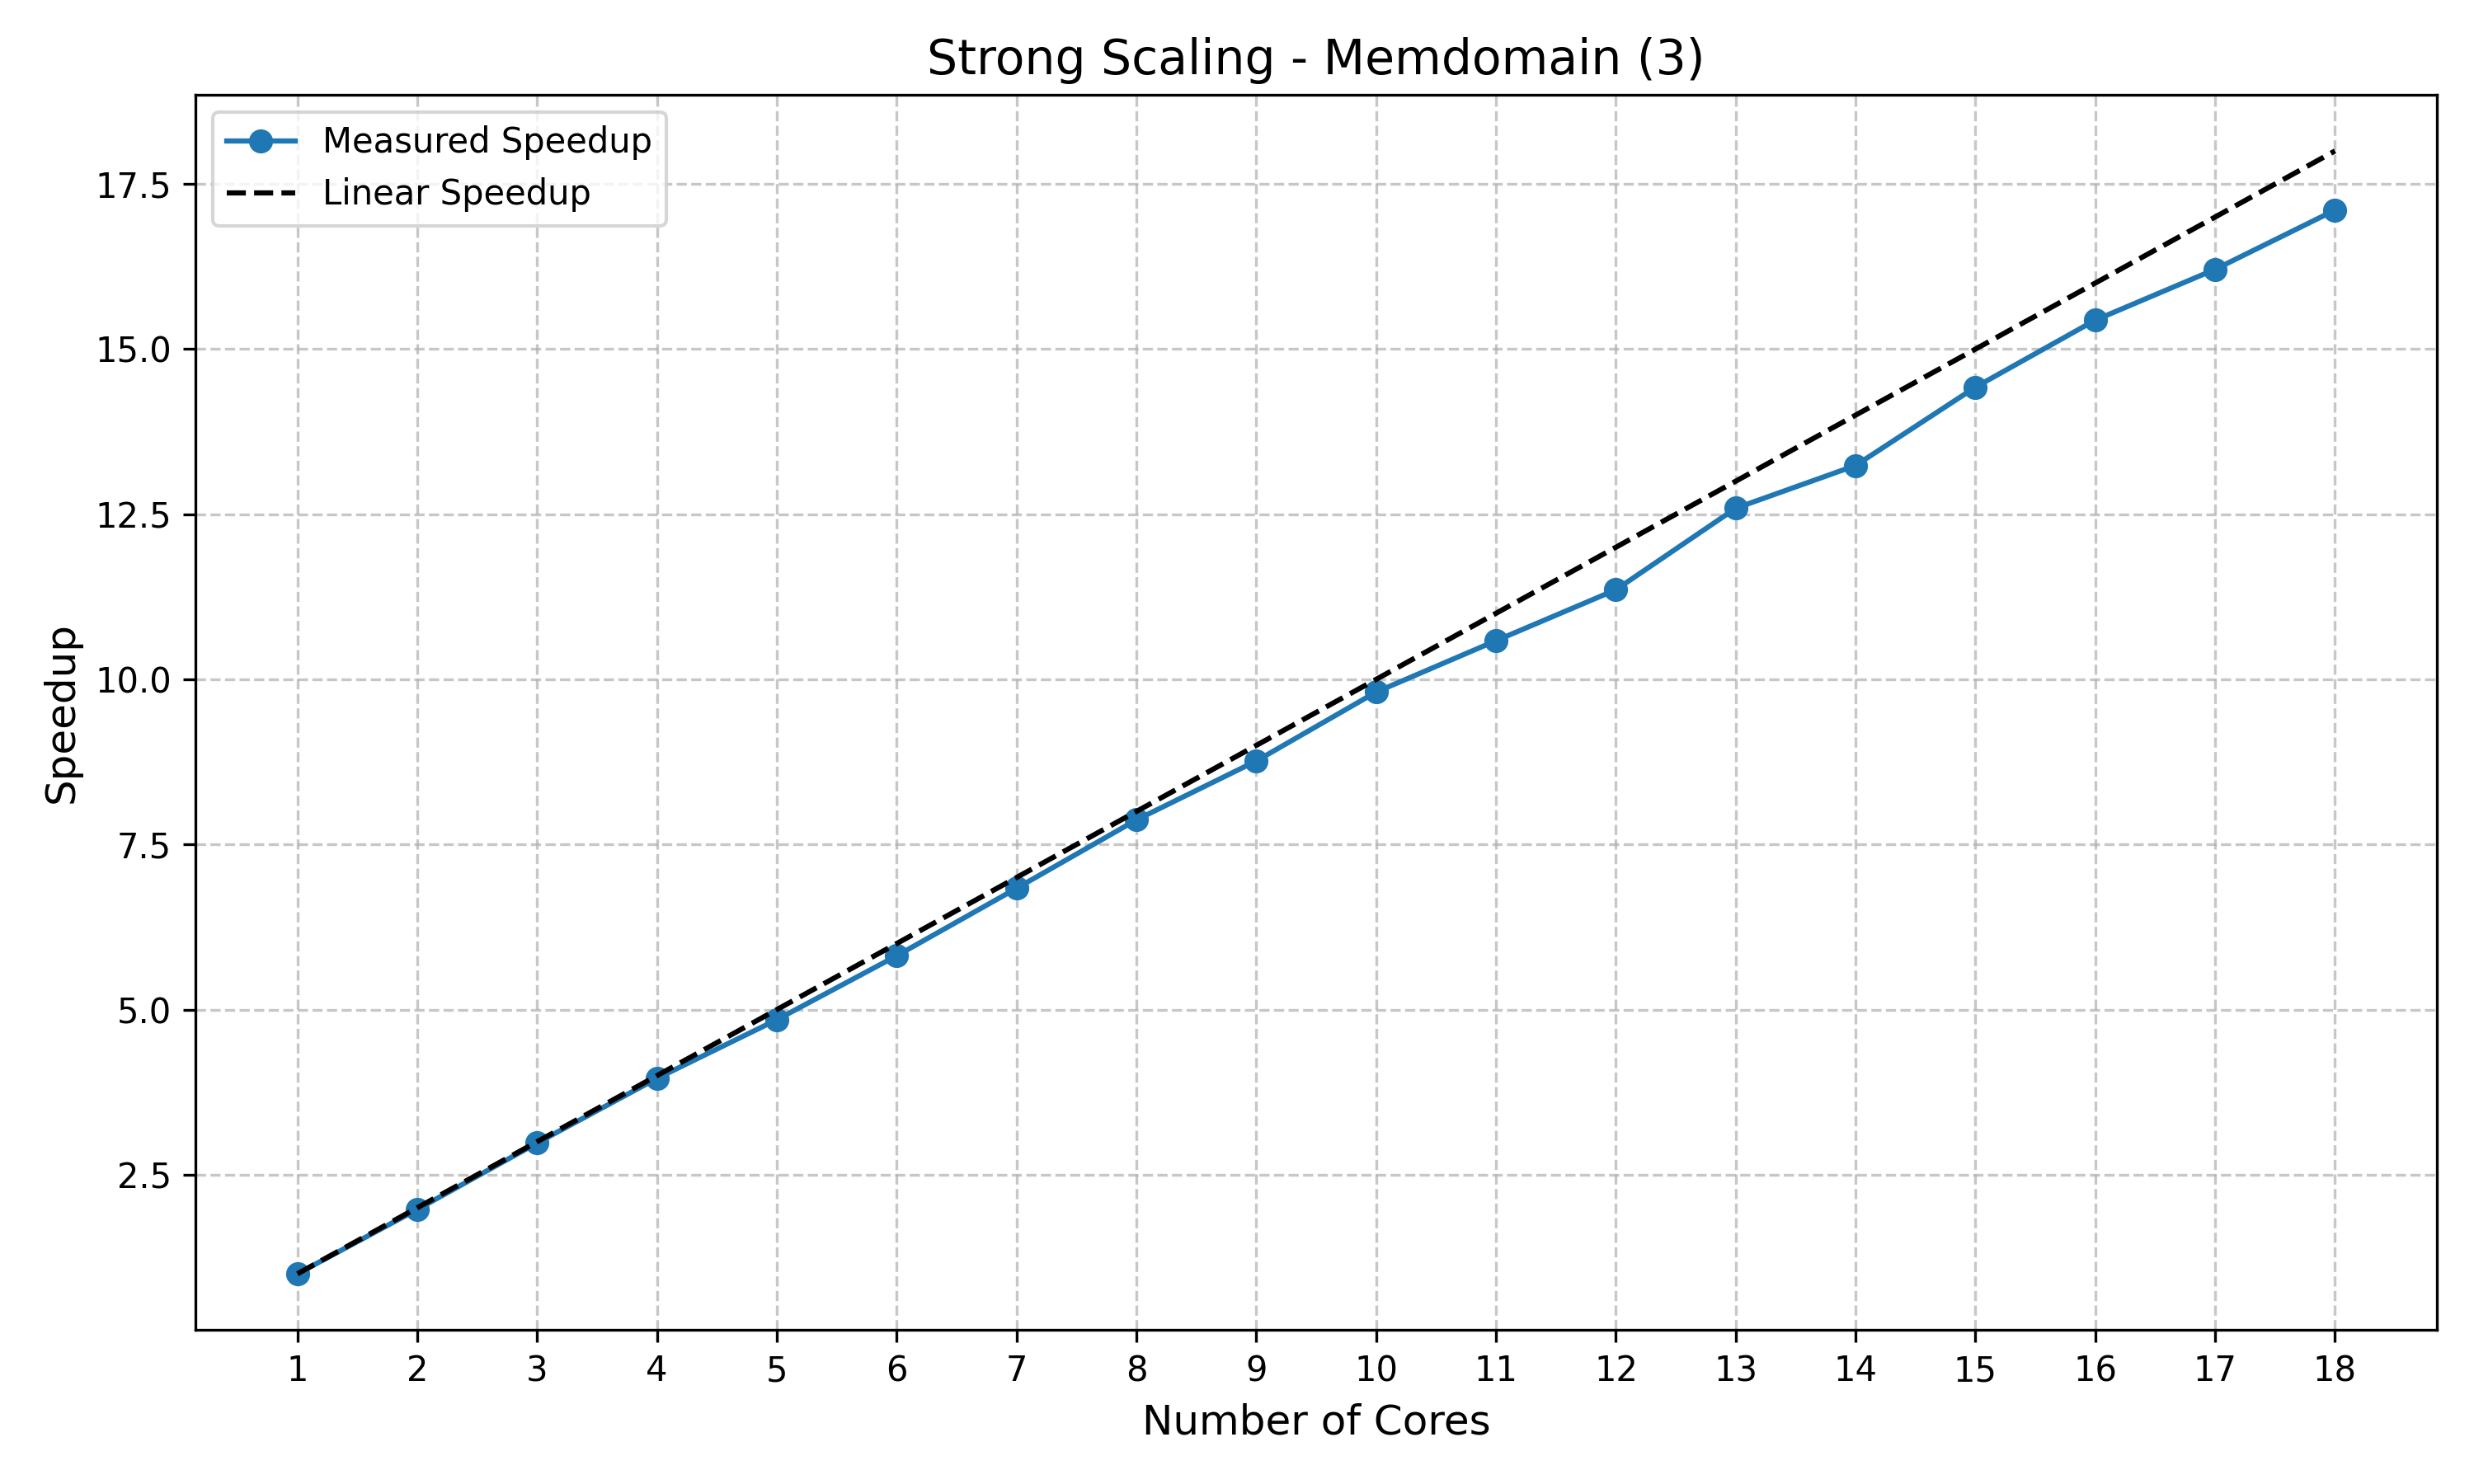 Strong Scaling - Memdomain (3)
Measured Speedup
Linear Speedup
Speedup
17.5
15.0
12.5
10.0
7.5
5.0
2.5
1 2 3 4 5 6 7 8 9 10 11 12 13 14 15 16 17 18
Number of Cores